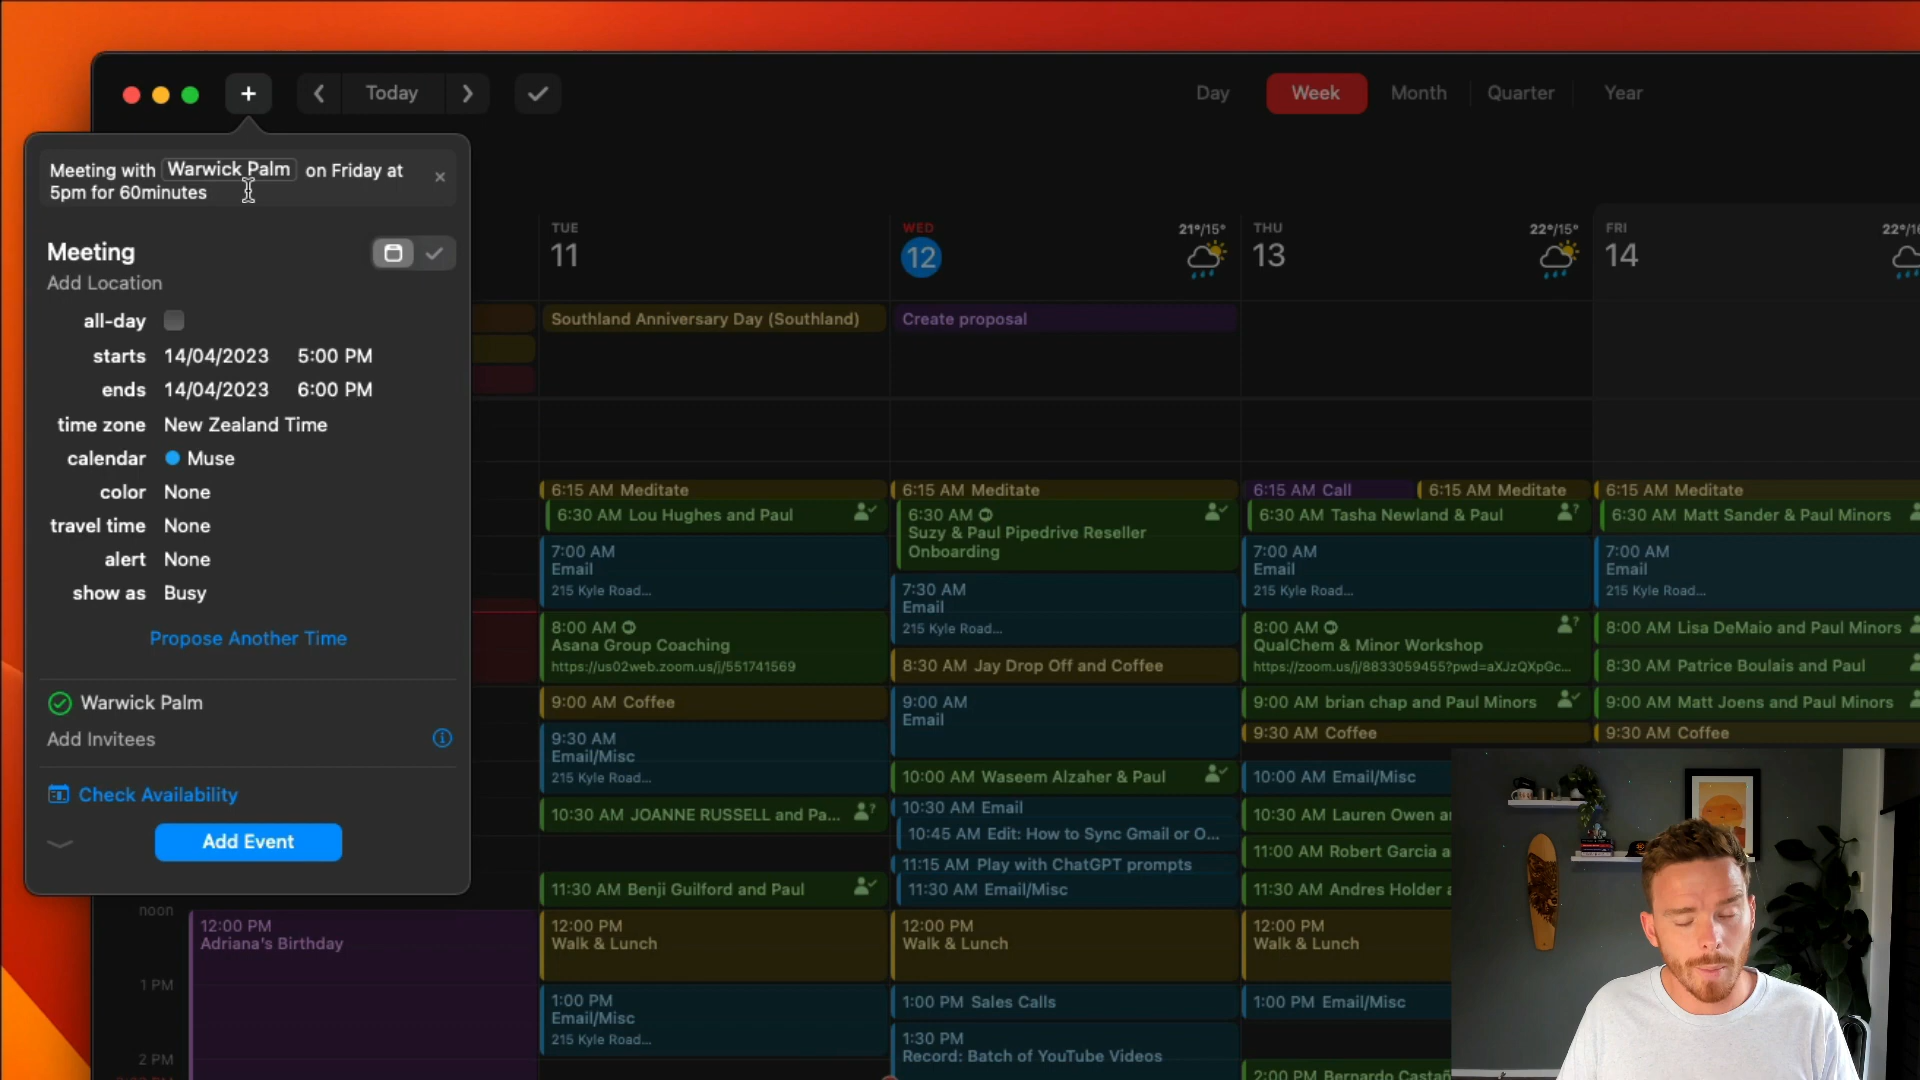 +
Today
Day
Week
Month
Quarter
Year
Meeting with Warwick Palm on Friday at
5pm for 60minutes
Meeting
Add Location
all-day
starts 14/04/2023 5:00 PM
ends 14/04/2023 6:00 PM
time zone New Zealand Time
calendar Muse
color None
travel time None
alert None
show as Busy
Propose Another Time
Warwick Palm
Add Invitees
Check Availability
Add Event
noon
1 PM
2 PM
12:00 PM
Adriana's Birthday
TUE
11
Southland Anniversary Day (Southland)
6:15 AM Meditate
6:30 AM Lou Hughes and Paul
7:00 AM
Email
215 Kyle Road...
8:00 AM
Asana Group Coaching
https://us02web.zoom.us/j/551741569
9:00 AM Coffee
9:30 AM
Email/Misc
215 Kyle Road...
10:30 AM JOANNE RUSSELL and Pa...
11:30 AM Benji Guilford and Paul
12:00 PM
Walk & Lunch
1:00 PM
Email/Misc
215 Kyle Road...
WED 21°/15°
12
Create proposal
6:15 AM Meditate
6:30 AM
Suzy & Paul Pipedrive Reseller
Onboarding
7:30 AM
Email
215 Kyle Road...
8:30 AM Jay Drop Off and Coffee
9:00 AM
Email
10:00 AM Waseem Alzaher & Paul
10:30 AM Email
10:45 AM Edit: How to Sync Gmail or O...
11:15 AM Play with ChatGPT prompts
11:30 AM Email/Misc
12:00 PM
Walk & Lunch
1:00 PM Sales Calls
1:30 PM
Record: Batch of YouTube Videos
THU 22°/15°
13
6:15 AM Call
6:15 AM Meditate
6:30 AM Tasha Newland & Paul
7:00 AM
Email
215 Kyle Road...
8:00 AM
QualChem & Minor Workshop
https://zoom.us/j/8833059455?pwd=aXJzQXpGc...
9:00 AM brian chap and Paul Minors
9:30 AM Coffee
10:00 AM Email/Misc
10:30 AM Lauren Owen
11:00 AM Robert Garcia
11:30 AM Andres Holder
12:00 PM
Walk & Lunch
1:00 PM Email/Misc
2:00 PM Bernardo
FRI
14
6:15 AM Meditate
6:30 AM Matt Sander & Paul Minors
7:00 AM
Email
215 Kyle Road...
8:00 AM Lisa DeMaio and Paul Minors
8:30 AM Patrice Boulais and Paul
9:00 AM Matt Joens and Paul Minors
9:30 AM Coffee